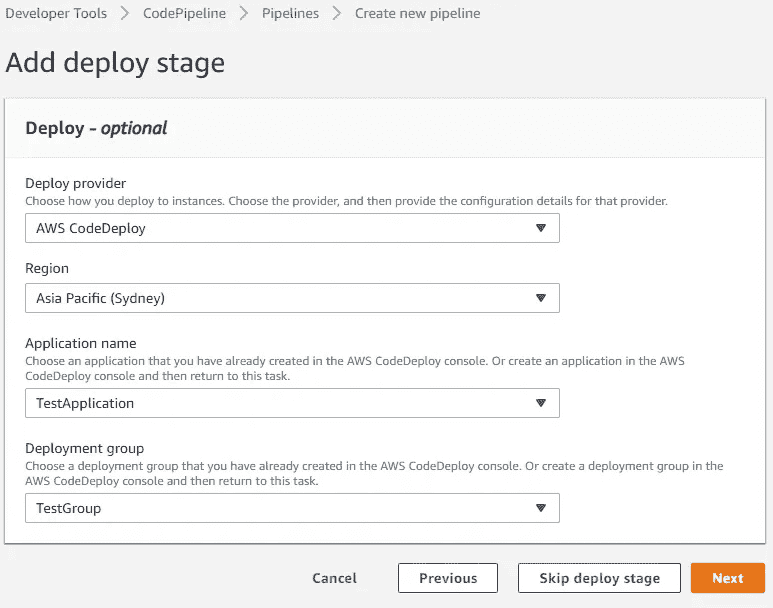 Developer Tools > CodePipeline > Pipelines > Create new pipeline
Add deploy stage
Deploy - optional
Deploy provider
Choose how you deploy to instances. Choose the provider, and then provide the configuration details for that provider.
AWS CodeDeploy
Region
Asia Pacific (Sydney)
Application name
Choose an application that you have already created in the AWS CodeDeploy console. Or create an application in the AWS
CodeDeploy console and then return to this task.
TestApplication
Deployment group
Choose a deployment group that you have already created in the AWS CodeDeploy console. Or create a deployment group in the
AWS CodeDeploy console and then return to this task.
TestGroup
Cancel Previous Skip deploy stage Next